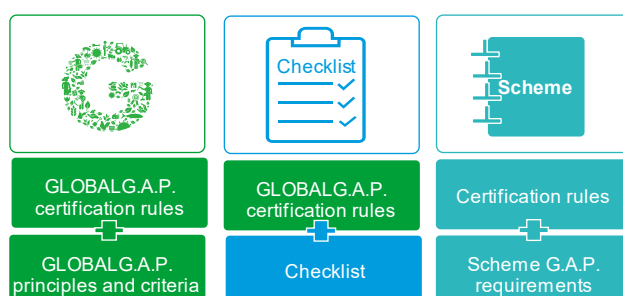 G
Checklist
Scheme
GLOBALG.A.P.
certification rules
GLOBALG.A.P.
certification rules
Certification rules
GLOBALG.A.P.
principles and criteria
Checklist
Scheme G.A.P.
requirements